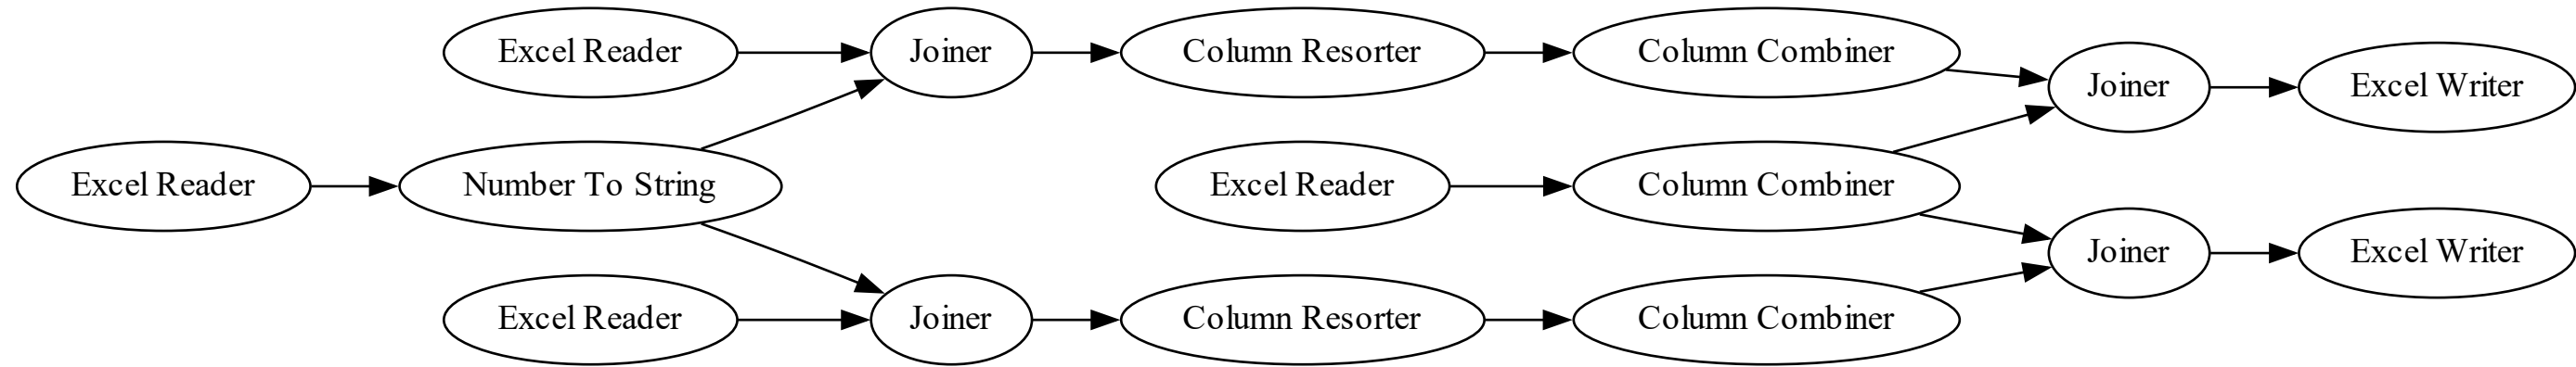 Excel Reader
Joiner
Column Resorter
Column Combiner
Joiner
Excel Writer
Excel Reader
Number To String
Excel Reader
Column Combiner
Joiner
Excel Writer
Excel Reader
Joiner
Column Resorter
Column Combiner